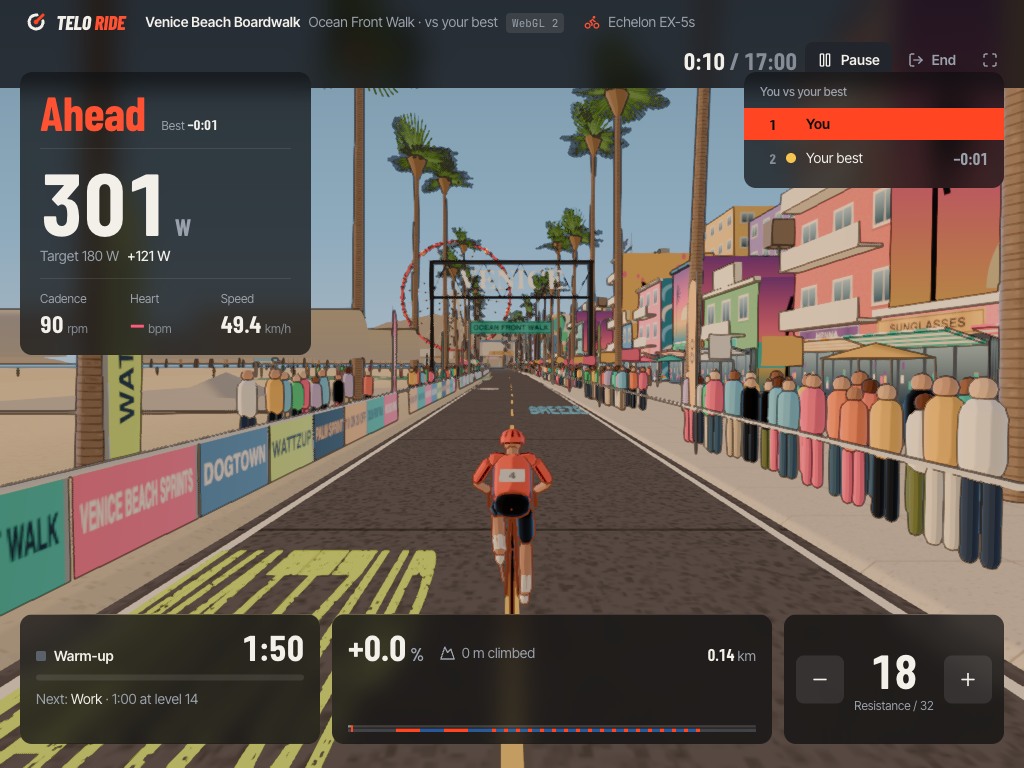 TELO RIDE
Venice Beach Boardwalk Ocean Front Walk · vs your best WebGL 2 Echelon EX-5s
0:10 / 17:00 Pause End
Ahead Best −0:01
301 W
Target 180 W +121 W
Cadence Heart Speed
90 rpm – bpm 49.4 km/h
You vs your best
1 You
2 Your best −0:01
VENICE
OCEAN FRONT WALK
SUNGLASSES
BREEZE
WAT
WALK
VENICE BEACH SPRINTS
DOGTOWN
WATTZUP
4
WATTZUP
Warm-up 1:50
Next: Work · 1:00 at level 14
+0.0 % 0 m climbed 0.14 km
− 18 +
Resistance / 32